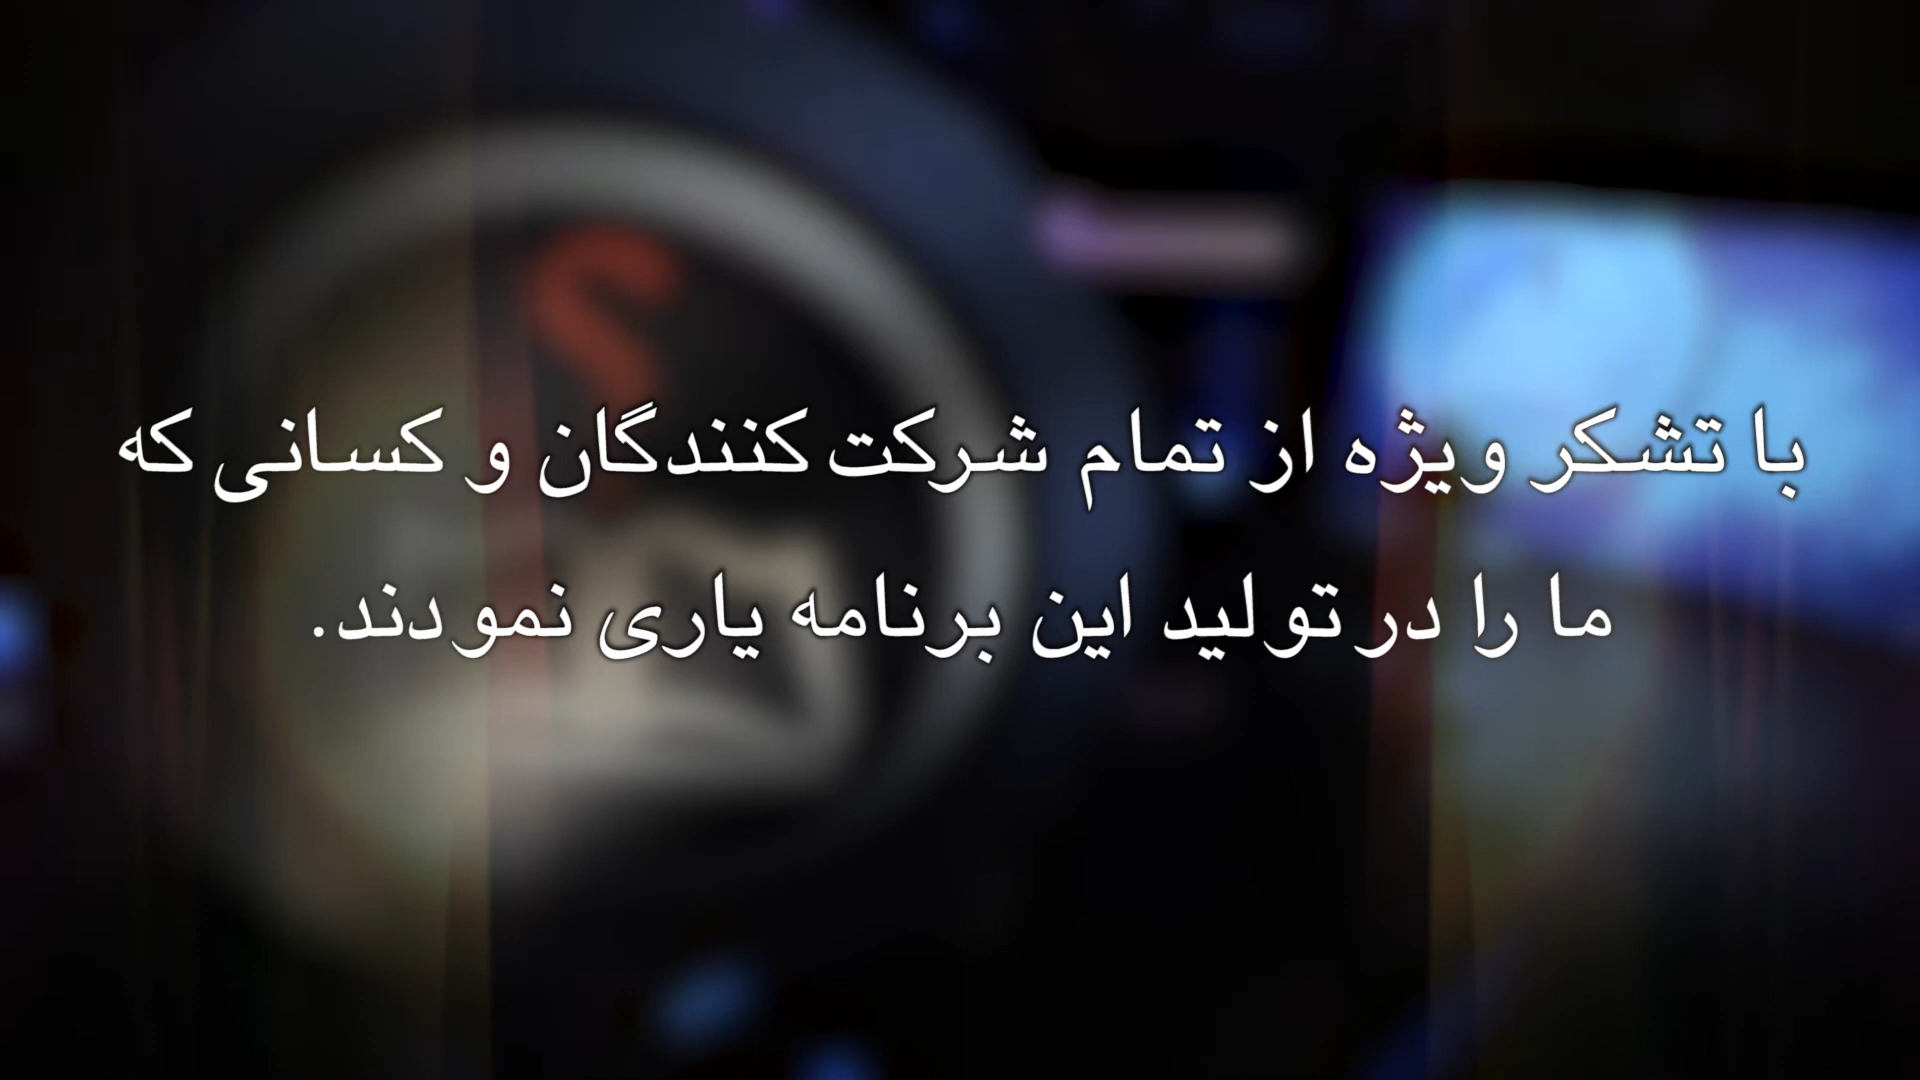 با تشکر ویژه از تمام شرکت کنندگان و کسانی که
ما را در تولید این برنامه یاری نمودند.